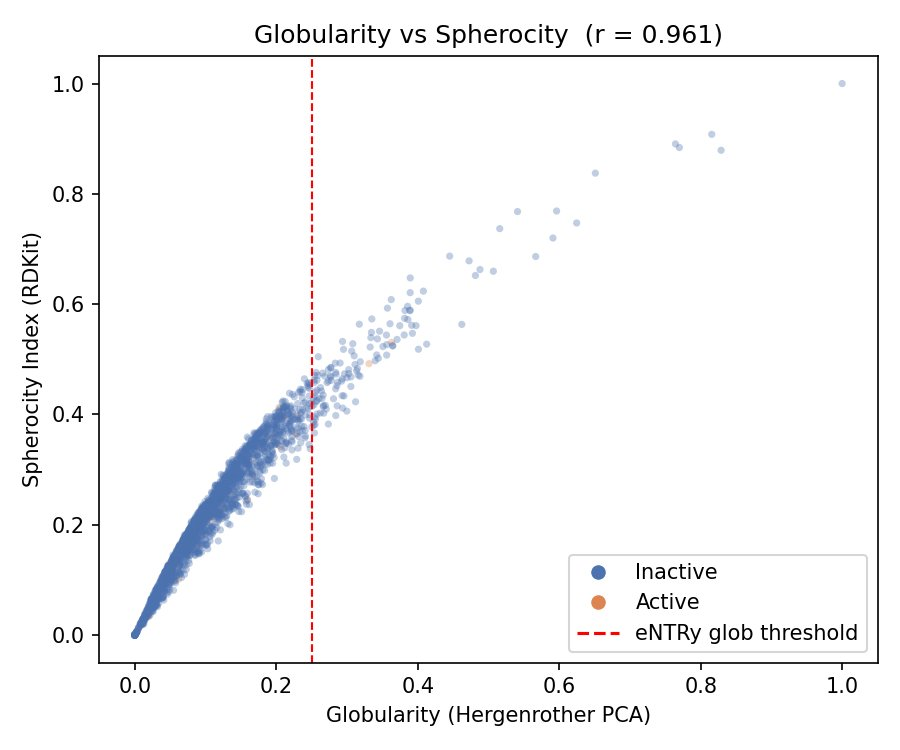 Globularity vs Spherocity (r = 0.961)
1.0
0.8
0.6
0.4
0.2
0.0
Spherocity Index (RDKit)
Inactive
Active
eNTRy glob threshold
0.0 0.2 0.4 0.6 0.8 1.0
Globularity (Hergenrother PCA)